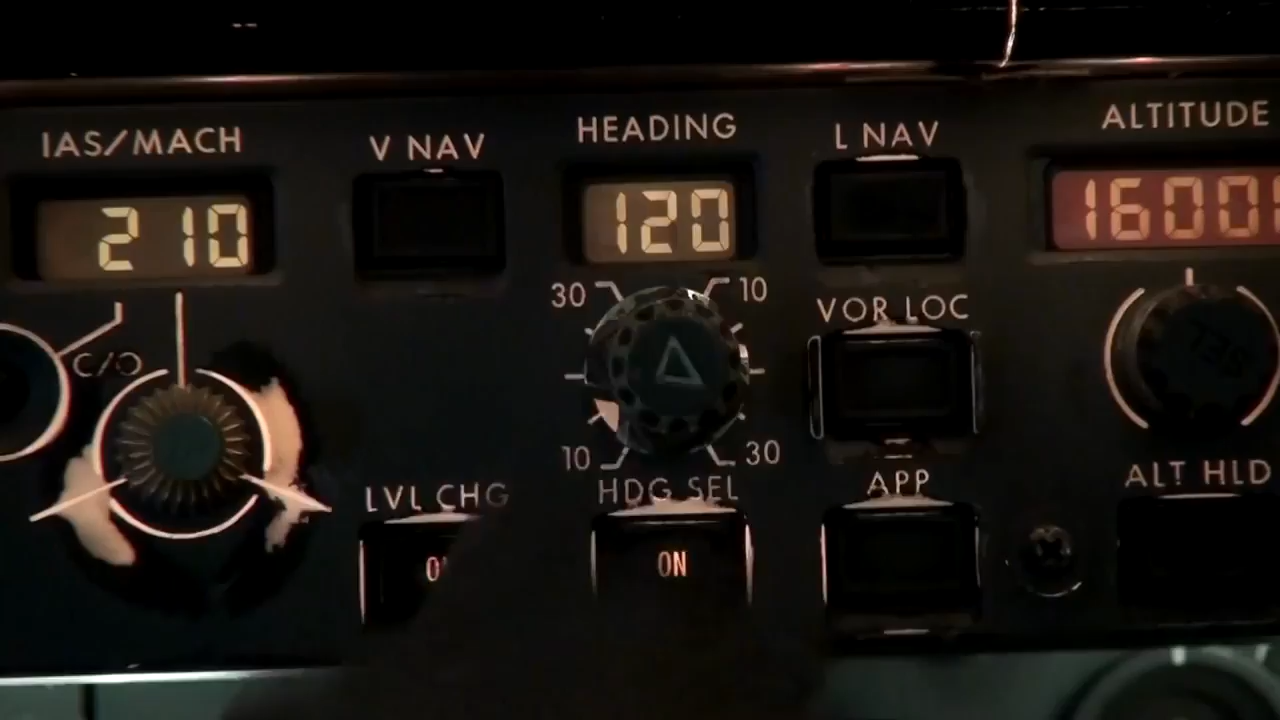 IAS/MACH
V NAV
HEADING
L NAV
ALTITUDE
210
120
1600
30
10
VOR LOC
C/O
SEL
10
30
LVL CHG
HDG SEL
APP
ALT HLD
ON